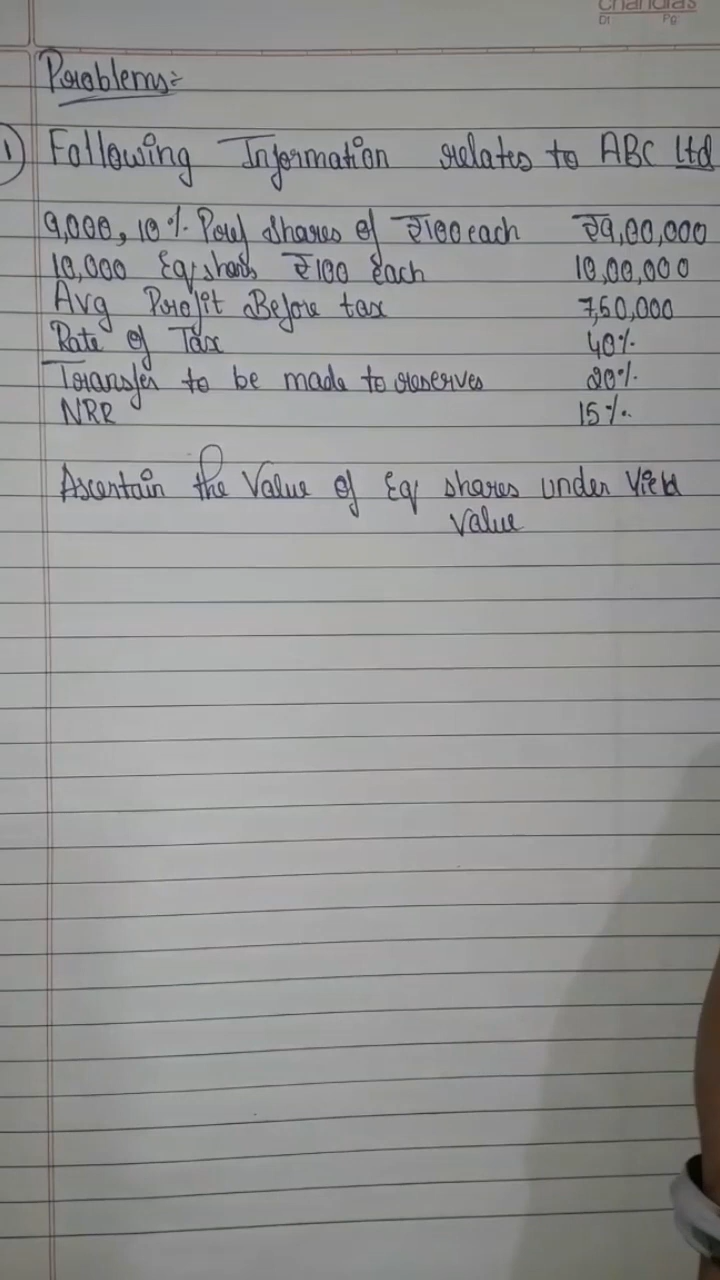 Chandras
Dt Pg:
Problems:-
1 Following Information relates to ABC Ltd
9,000, 10% Pref shares of ₹100 each ₹9,00,000
10,000 Eq shares ₹100 Each 10,00,000
Avg Profit Before tax 7,50,000
Rate of Tax 40%
Transfer to be made to reserves 20%
NRR 15%.
Ascertain the Value of Eq shares under Yield
Value